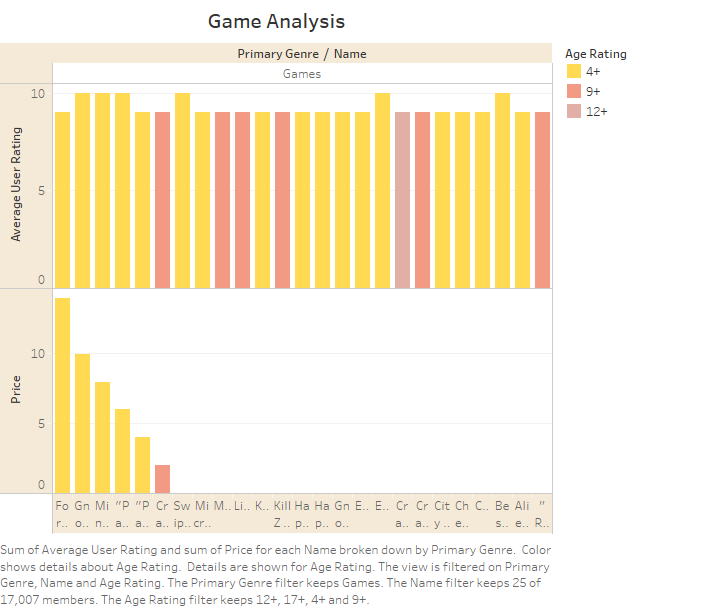 Game Analysis
Primary Genre / Name
Games
Age Rating
4+
9+
12+
Average User Rating
10
5
0
Price
10
5
0
Fo Gn Mi "P "P Cr Sw Mi M.. Li.. K.. Kill Ha Ha Gn E.. E.. Cr Cr Cit Ch C.. Be Ali "
r.. o.. n.. a.. a.. a.. ip.. cr.. Z .. p.. p.. o.. a.. a.. y .. e.. s.. e.. R..
Sum of Average User Rating and sum of Price for each Name broken down by Primary Genre. Color
shows details about Age Rating. Details are shown for Age Rating. The view is filtered on Primary
Genre, Name and Age Rating. The Primary Genre filter keeps Games. The Name filter keeps 25 of
17,007 members. The Age Rating filter keeps 12+, 17+, 4+ and 9+.